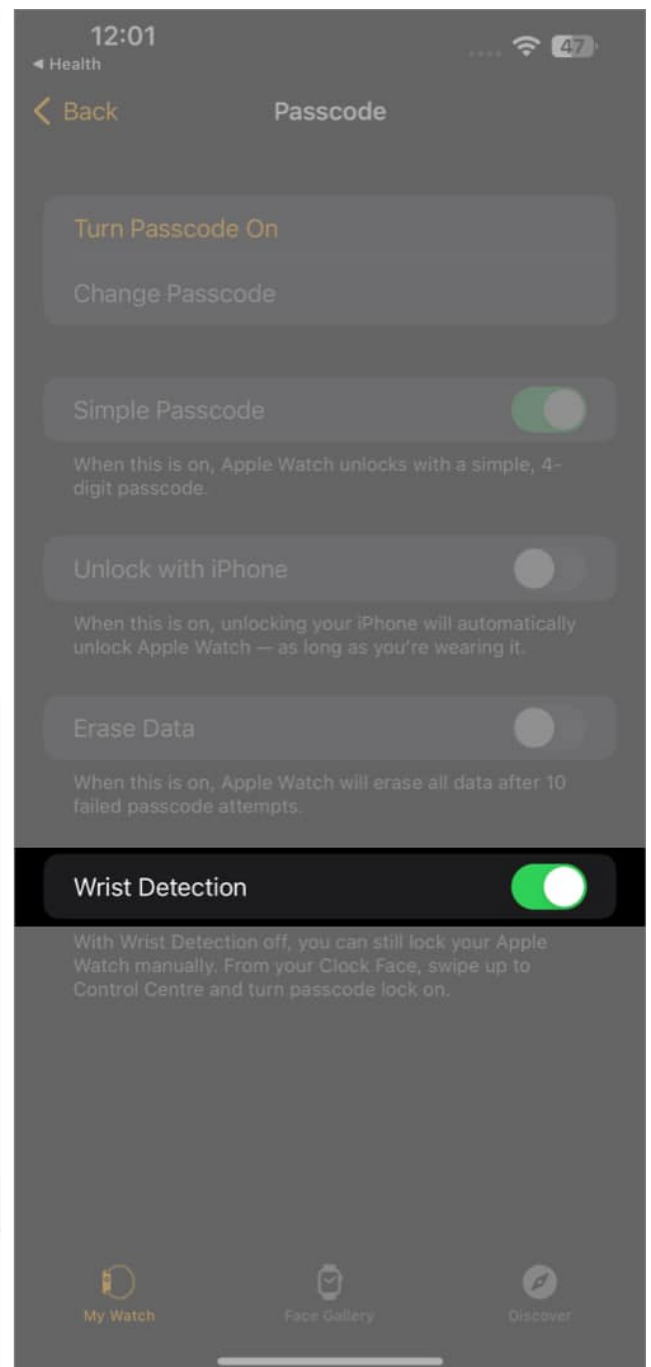 12:01
47
◀ Health
Back
Passcode
Turn Passcode On
Change Passcode
Simple Passcode
When this is on, Apple Watch unlocks with a simple, 4-
digit passcode.
Unlock with iPhone
When this is on, unlocking your iPhone will automatically
unlock Apple Watch — as long as you're wearing it.
Erase Data
When this is on, Apple Watch will erase all data after 10
failed passcode attempts.
Wrist Detection
With Wrist Detection off, you can still lock your Apple
Watch manually. From your Clock Face, swipe up to
Control Centre and turn passcode lock on.
My Watch
Face Gallery
Discover